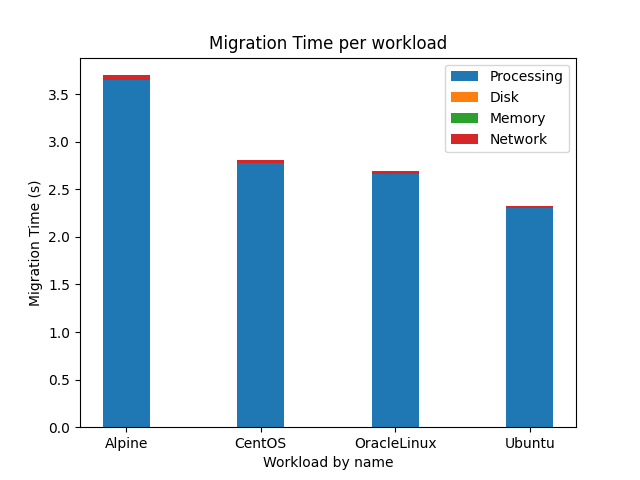 Migration Time per workload
Processing
Disk
Memory
Network
Migration Time (s)
3.5
3.0
2.5
2.0
1.5
1.0
0.5
0.0
Alpine CentOS OracleLinux Ubuntu
Workload by name